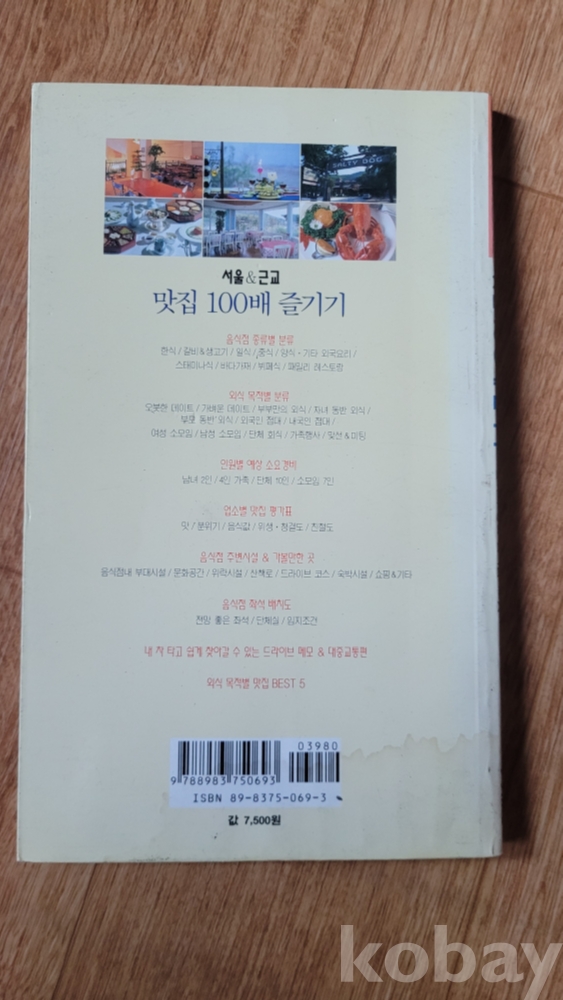 SALTY DOG
서울&근교
맛집 100배 즐기기
음식점 종류별 분류
한식 / 갈비&생고기 / 일식 / 중식 / 양식 · 기타 외국요리 /
스테미나식 / 바다가재 / 뷔페식 / 패밀리 레스토랑
외식 목적별 분류
오붓한 데이트 / 가벼운 데이트 / 부부만의 외식 / 자녀 동반 외식 /
부모 동반 외식 / 외국인 접대 / 내국인 접대 /
여성 소모임 / 남성 소모임 / 단체 회식 / 가족행사 / 맞선&미팅
인원별 예상 소요경비
남녀 2인 / 4인 가족 / 단체 10인 / 소모임 7인
업소별 맛집 평가표
맛 / 분위기 / 음식값 / 위생 · 청결도 / 친절도
음식점 주변시설 & 가볼만한 곳
음식점내 부대시설 / 문화공간 / 위락시설 / 산책로 / 드라이브 코스 / 숙박시설 / 쇼핑&기타
음식점 좌석 배치도
전망 좋은 좌석 / 단체실 / 입지조건
내 차 타고 쉽게 찾아갈 수 있는 드라이브 메모 & 대중교통편
외식 목적별 맛집 BEST 5
03980
9 788983 750693
ISBN 89-8375-069-3
값 7,500원
kobay